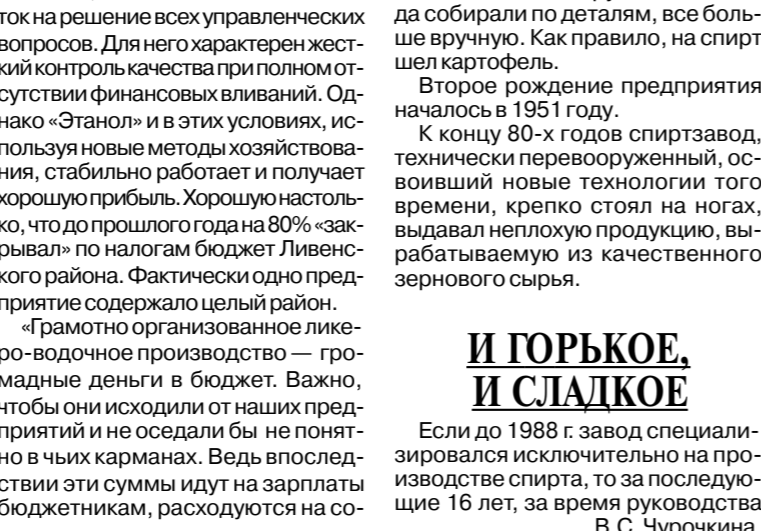 ток на решение всех управленческих
вопросов. Для него характерен жест-
кий контроль качества при полном от-
сутствии финансовых вливаний. Од-
нако «Этанол» и в этих условиях, ис-
пользуя новые методы хозяйствова-
ния, стабильно работает и получает
хорошую прибыль. Хорошую настоль-
ко, что до прошлого года на 80% «зак-
рывал» по налогам бюджет Ливенс-
кого района. Фактически одно пред-
приятие содержало целый район.
«Грамотно организованное лике-
ро-водочное производство — гро-
мадные деньги в бюджет. Важно,
чтобы они исходили от наших пред-
приятий и не оседали бы не понят-
но в чьих карманах. Ведь впослед-
ствии эти суммы идут на зарплаты
бюджетникам, расходуются на со-
да собирали по деталям, все боль-
ше вручную. Как правило, на спирт
шел картофель.
Второе рождение предприятия
началось в 1951 году.
К концу 80-х годов спиртзавод,
технически перевооруженный, ос-
воивший новые технологии того
времени, крепко стоял на ногах,
выдавал неплохую продукцию, вы-
рабатываемую из качественного
зернового сырья.
И ГОРЬКОЕ,
И СЛАДКОЕ
Если до 1988 г. завод специали-
зировался исключительно на про-
изводстве спирта, то за последую-
щие 16 лет, за время руководства
В.С. Чурочкина,